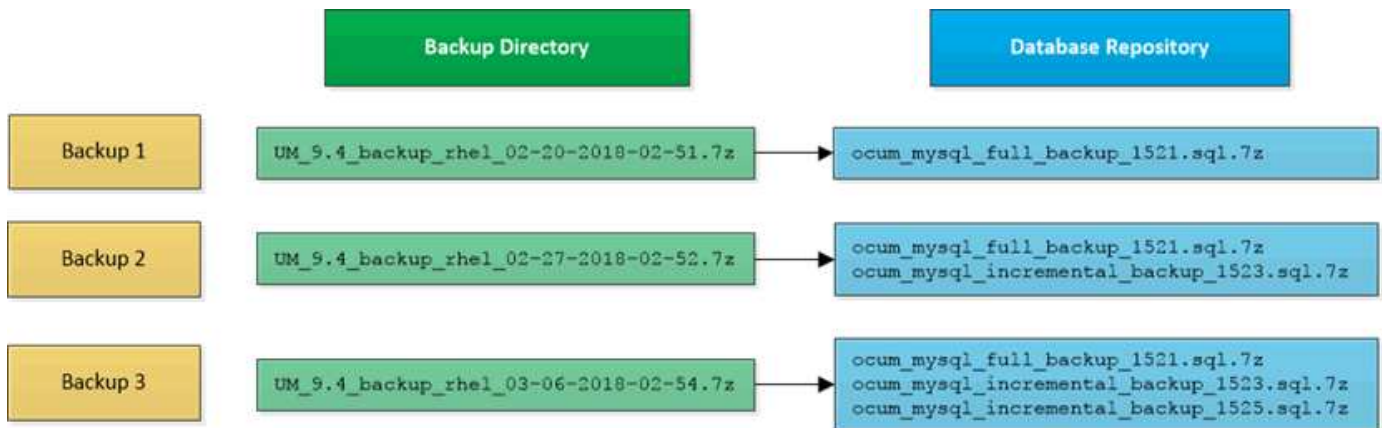 Backup Directory
Database Repository
Backup 1
UM_9.4_backup_rhel_02-20-2018-02-51.7z
ocum_mysql_full_backup_1521.sql.7z
Backup 2
UM_9.4_backup_rhel_02-27-2018-02-52.7z
ocum_mysql_full_backup_1521.sql.7z
ocum_mysql_incremental_backup_1523.sql.7z
Backup 3
UM_9.4_backup_rhel_03-06-2018-02-54.7z
ocum_mysql_full_backup_1521.sql.7z
ocum_mysql_incremental_backup_1523.sql.7z
ocum_mysql_incremental_backup_1525.sql.7z